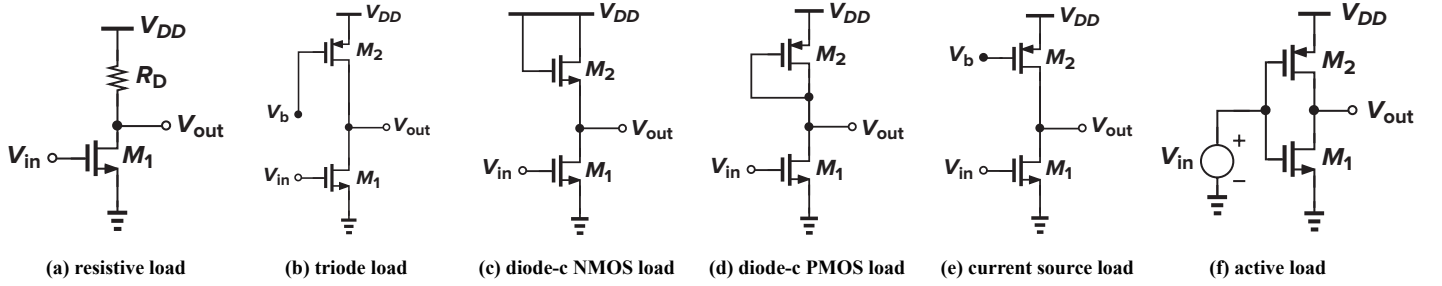 VDD
RD
Vout
Vin
M1
(a) resistive load
VDD
M2
Vb
Vout
Vin
M1
(b) triode load
VDD
M2
Vout
Vin
M1
(c) diode-c NMOS load
VDD
M2
Vout
Vin
M1
(d) diode-c PMOS load
VDD
Vb
M2
Vout
Vin
M1
(e) current source load
VDD
M2
Vout
Vin
+
−
M1
(f) active load